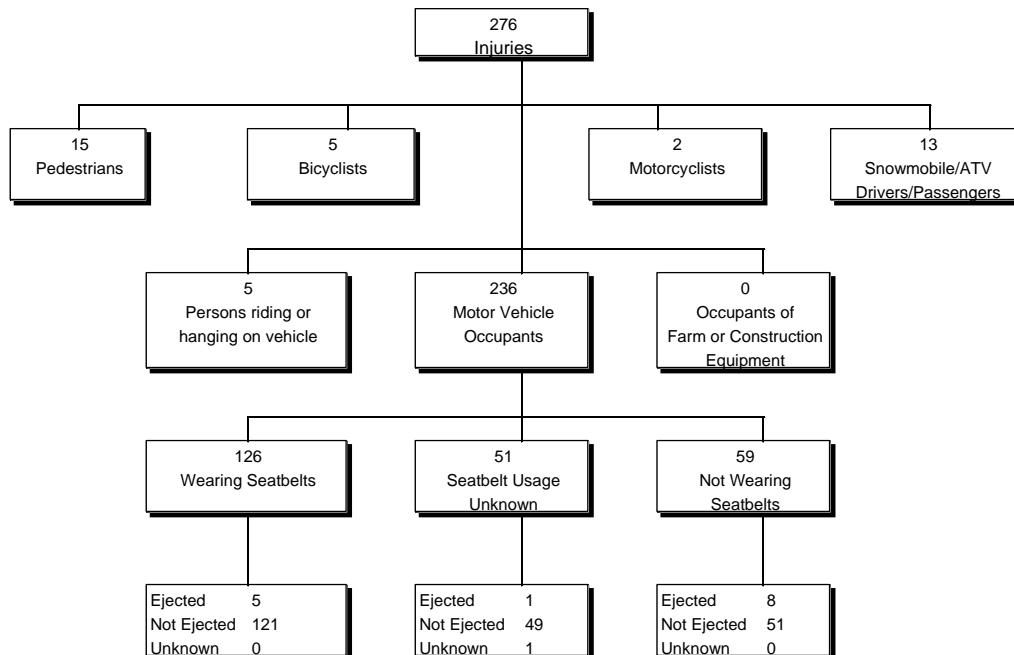 276
Injuries
15
Pedestrians
5
Bicyclists
2
Motorcyclists
13
Snowmobile/ATV
Drivers/Passengers
5
Persons riding or
hanging on vehicle
236
Motor Vehicle
Occupants
0
Occupants of
Farm or Construction
Equipment
126
Wearing Seatbelts
51
Seatbelt Usage
Unknown
59
Not Wearing
Seatbelts
Ejected 5
Not Ejected 121
Unknown 0
Ejected 1
Not Ejected 49
Unknown 1
Ejected 8
Not Ejected 51
Unknown 0